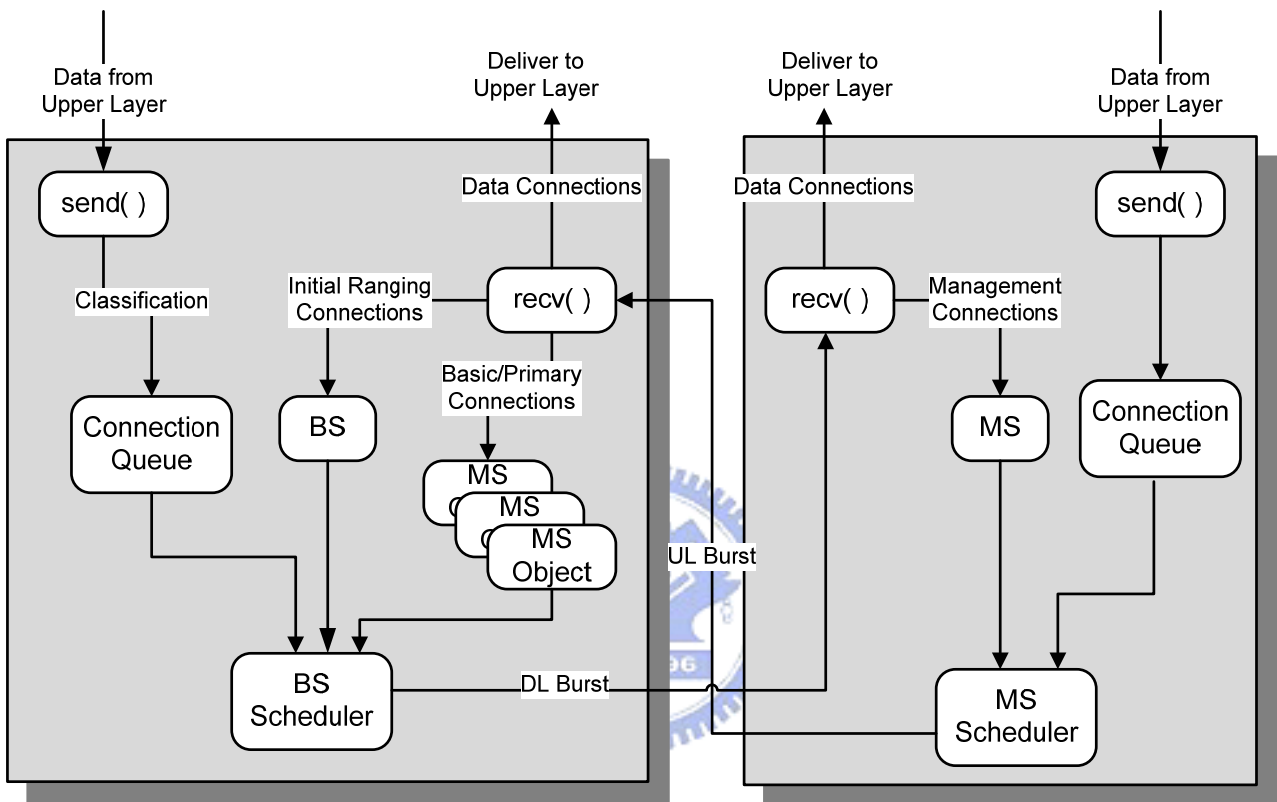 Data from
Upper Layer
Deliver to
Upper Layer
Deliver to
Upper Layer
Data from
Upper Layer
send( )
Data Connections
Data Connections
send( )
Classification
Initial Ranging
Connections
recv( )
recv( )
Management
Connections
Basic/Primary
Connections
Connection
Queue
BS
MS
Connection
Queue
MS
MS
MS
Object
UL Burst
96
BS
Scheduler
DL Burst
MS
Scheduler